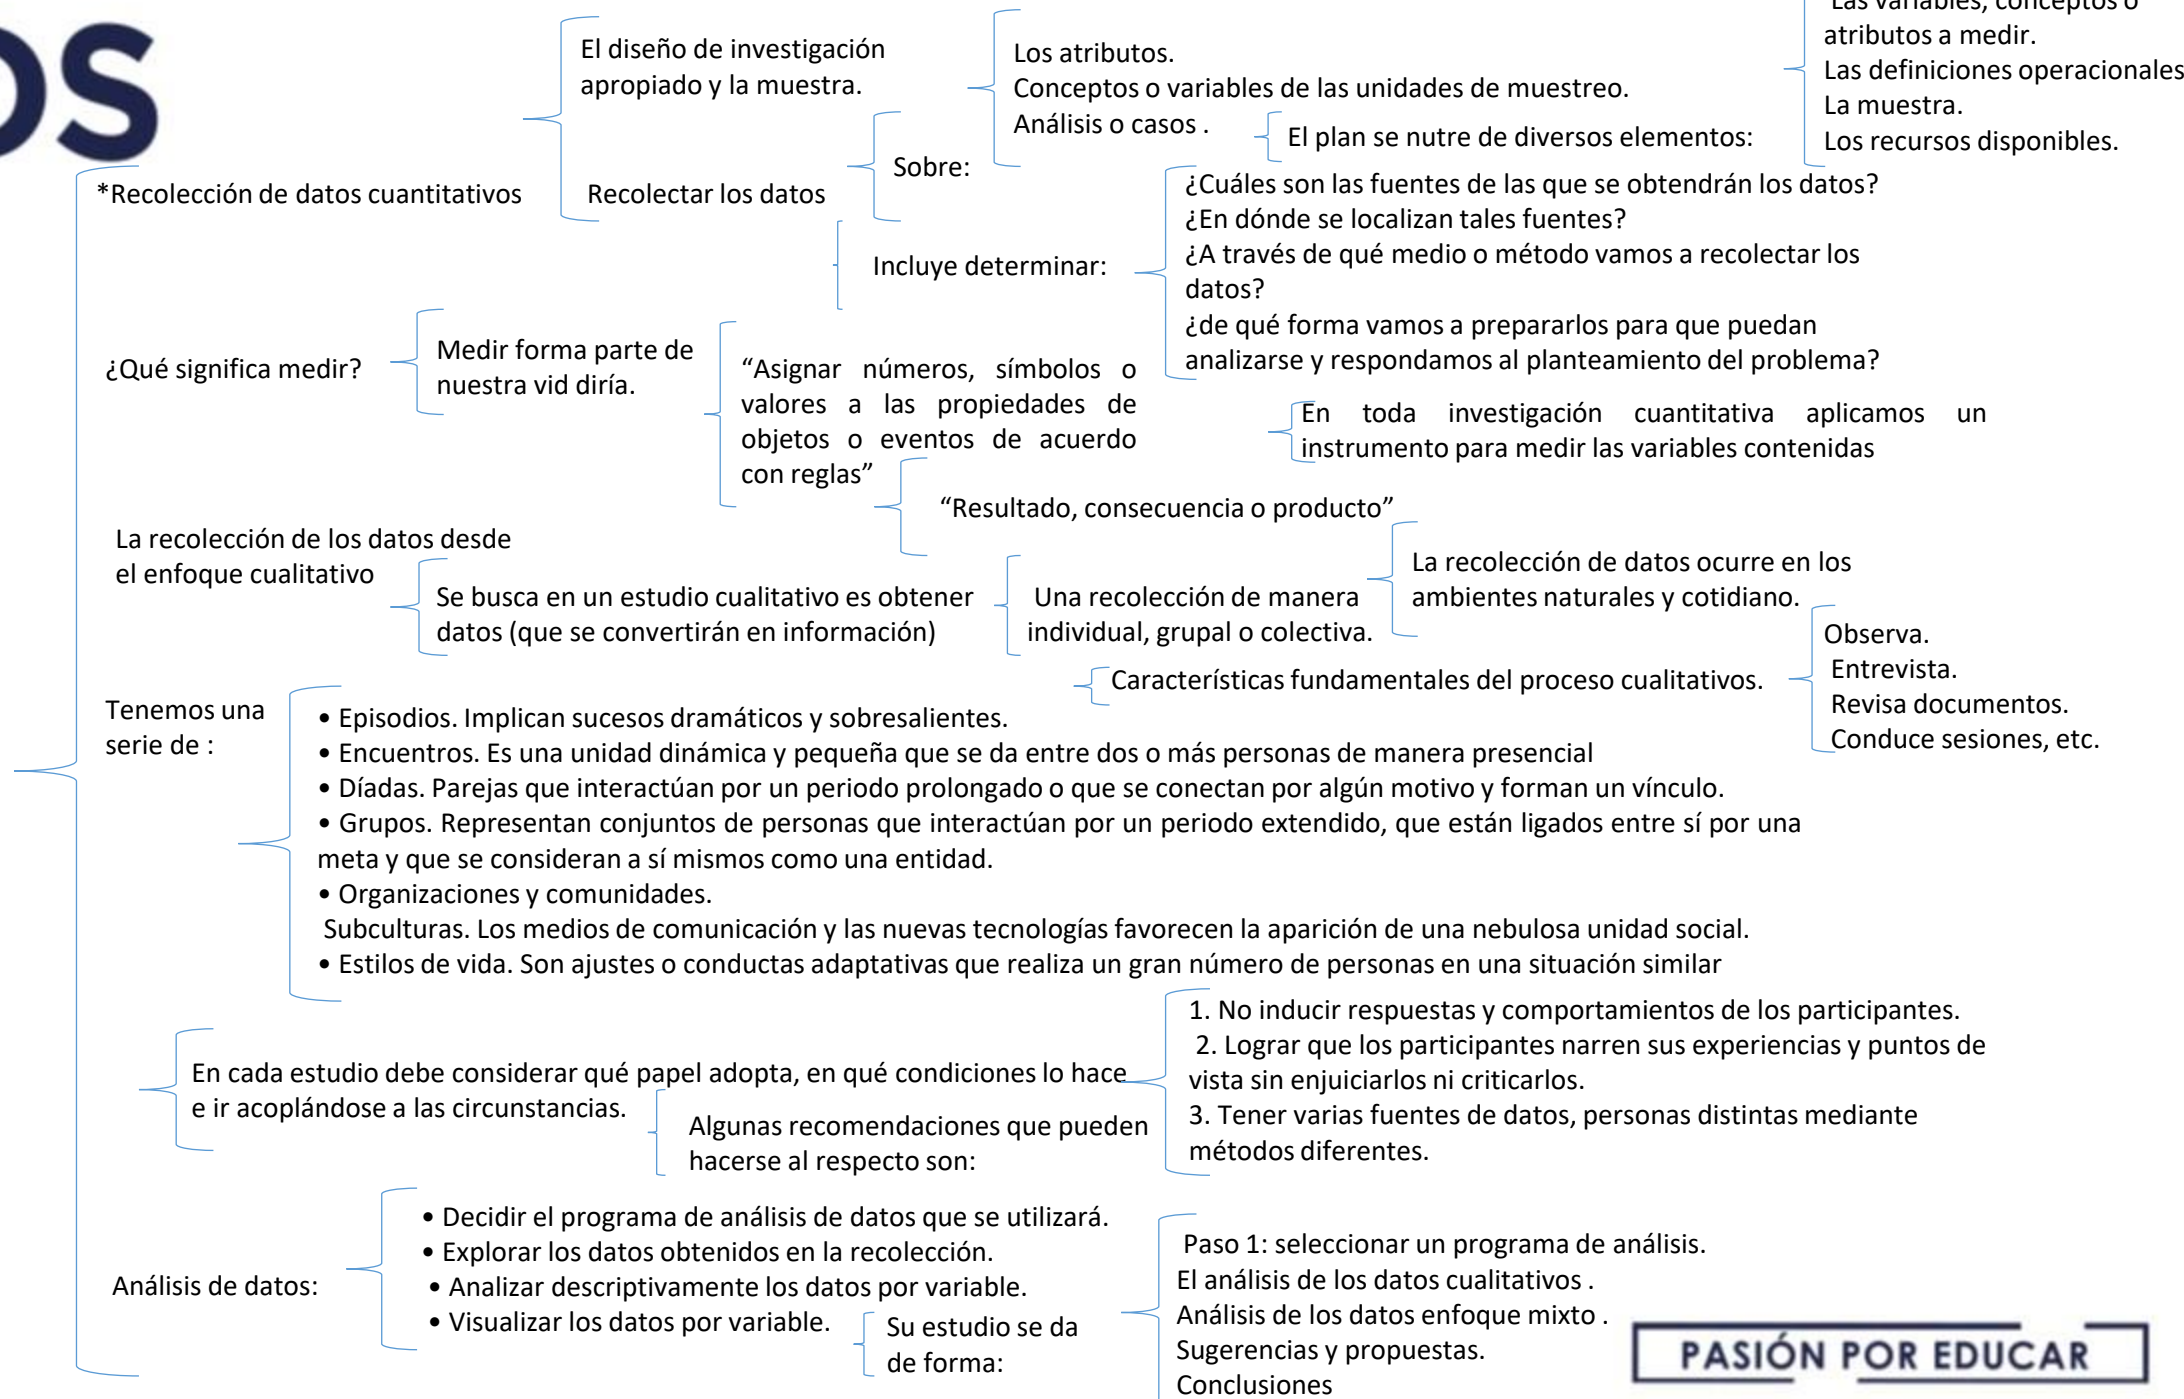 OS
*Recolección de datos cuantitativos
El diseño de investigación
apropiado y la muestra.
Recolectar los datos
Sobre:
Los atributos.
Conceptos o variables de las unidades de muestreo.
Análisis o casos .
El plan se nutre de diversos elementos:
Las variables, conceptos o
atributos a medir.
Las definiciones operacionales
La muestra.
Los recursos disponibles.
Incluye determinar:
¿Cuáles son las fuentes de las que se obtendrán los datos?
¿En dónde se localizan tales fuentes?
¿A través de qué medio o método vamos a recolectar los
datos?
¿de qué forma vamos a prepararlos para que puedan
analizarse y respondamos al planteamiento del problema?
¿Qué significa medir?
Medir forma parte de
nuestra vid diría.
“Asignar números, símbolos o
valores a las propiedades de
objetos o eventos de acuerdo
con reglas”
En toda investigación cuantitativa aplicamos un
instrumento para medir las variables contenidas
“Resultado, consecuencia o producto”
La recolección de los datos desde
el enfoque cualitativo
Se busca en un estudio cualitativo es obtener
datos (que se convertirán en información)
Una recolección de manera
individual, grupal o colectiva.
La recolección de datos ocurre en los
ambientes naturales y cotidiano.
Características fundamentales del proceso cualitativos.
Observa.
Entrevista.
Revisa documentos.
Conduce sesiones, etc.
Tenemos una
serie de :
• Episodios. Implican sucesos dramáticos y sobresalientes.
• Encuentros. Es una unidad dinámica y pequeña que se da entre dos o más personas de manera presencial
• Díadas. Parejas que interactúan por un periodo prolongado o que se conectan por algún motivo y forman un vínculo.
• Grupos. Representan conjuntos de personas que interactúan por un periodo extendido, que están ligados entre sí por una
meta y que se consideran a sí mismos como una entidad.
• Organizaciones y comunidades.
Subculturas. Los medios de comunicación y las nuevas tecnologías favorecen la aparición de una nebulosa unidad social.
• Estilos de vida. Son ajustes o conductas adaptativas que realiza un gran número de personas en una situación similar
En cada estudio debe considerar qué papel adopta, en qué condiciones lo hace
e ir acoplándose a las circunstancias.
Algunas recomendaciones que pueden
hacerse al respecto son:
1. No inducir respuestas y comportamientos de los participantes.
2. Lograr que los participantes narren sus experiencias y puntos de
vista sin enjuiciarlos ni criticarlos.
3. Tener varias fuentes de datos, personas distintas mediante
métodos diferentes.
Análisis de datos:
• Decidir el programa de análisis de datos que se utilizará.
• Explorar los datos obtenidos en la recolección.
• Analizar descriptivamente los datos por variable.
• Visualizar los datos por variable.
Su estudio se da
de forma:
Paso 1: seleccionar un programa de análisis.
El análisis de los datos cualitativos .
Análisis de los datos enfoque mixto .
Sugerencias y propuestas.
Conclusiones
PASIÓN POR EDUCAR